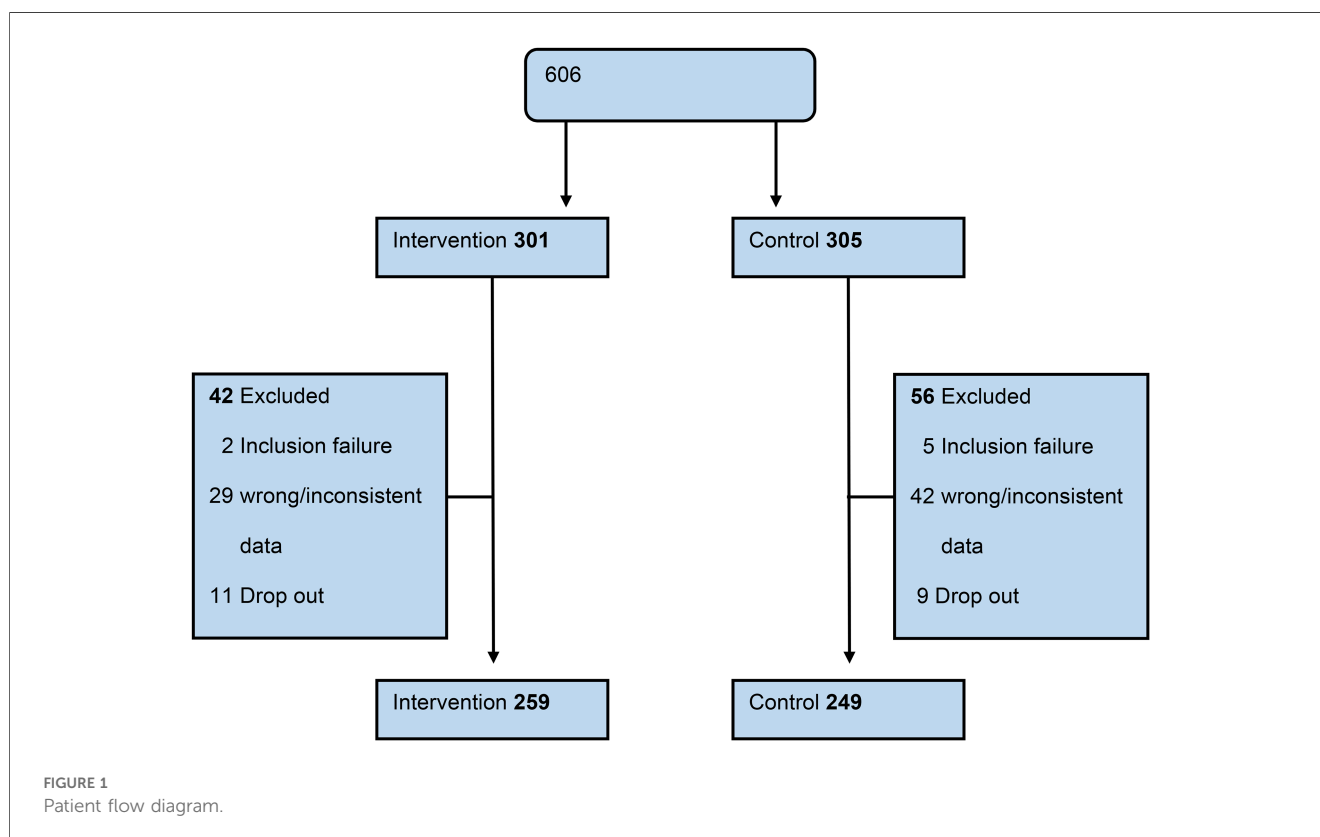 606
Intervention 301
Control 305
42 Excluded
2 Inclusion failure
29 wrong/inconsistent
data
11 Drop out
56 Excluded
5 Inclusion failure
42 wrong/inconsistent
data
9 Drop out
Intervention 259
Control 249
FIGURE 1
Patient flow diagram.